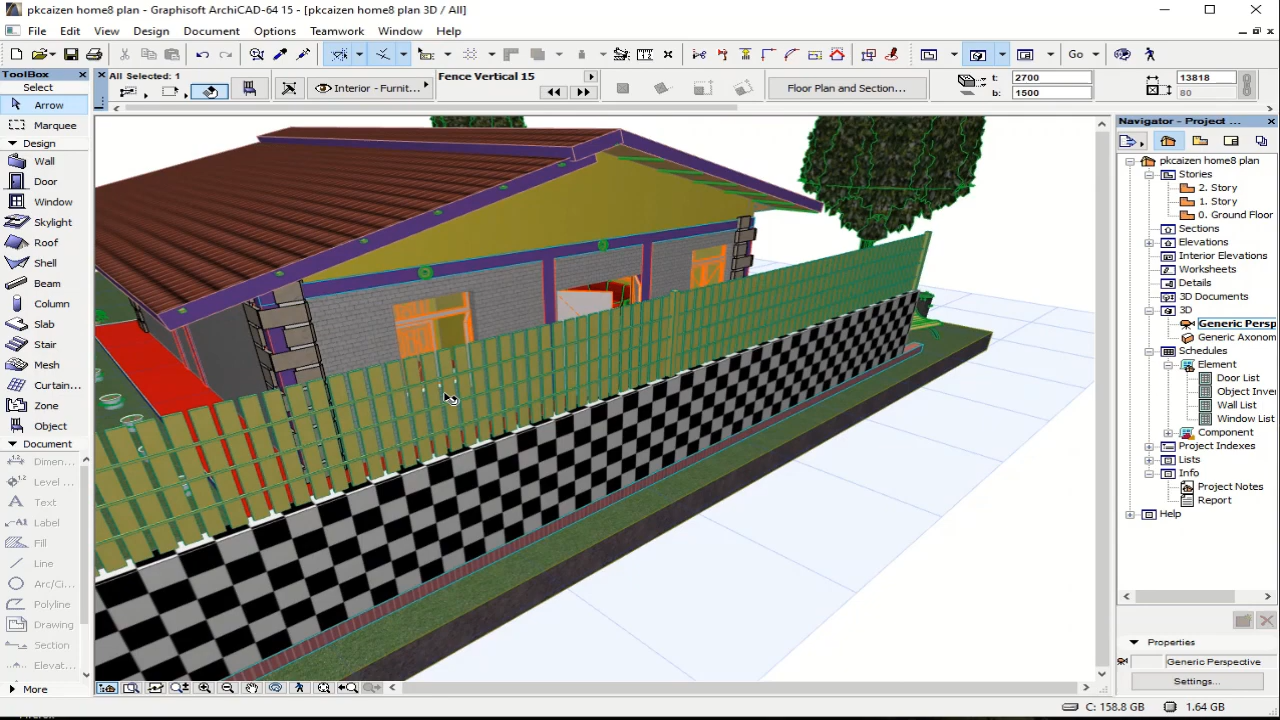 pkcaizen home8 plan - Graphisoft ArchiCAD-64 15 - [pkcaizen home8 plan 3D / All]
File Edit View Design Document Options Teamwork Window Help
Go
ToolBox
Select
Arrow
Marquee
Design
Wall
Door
Window
Skylight
Roof
Shell
Beam
Column
Slab
Stair
Mesh
Curtain...
Zone
Object
Document
Dimen...
Level ...
Text
Label
Fill
Line
Arc/Ci...
Polyline
Drawing
Section
Elevat...
More
All Selected: 1
Interior - Furnit...
Fence Vertical 15
Floor Plan and Section...
t: 2700
b: 1500
13818
80
Navigator - Project ...
pkcaizen home8 plan
Stories
2. Story
1. Story
0. Ground Floor
Sections
Elevations
Interior Elevations
Worksheets
Details
3D Documents
3D
Generic Persp
Generic Axonom
Schedules
Element
Door List
Object Inver
Wall List
Window List
Component
Project Indexes
Lists
Info
Project Notes
Report
Help
Properties
Generic Perspective
Settings...
C: 158.8 GB
1.64 GB